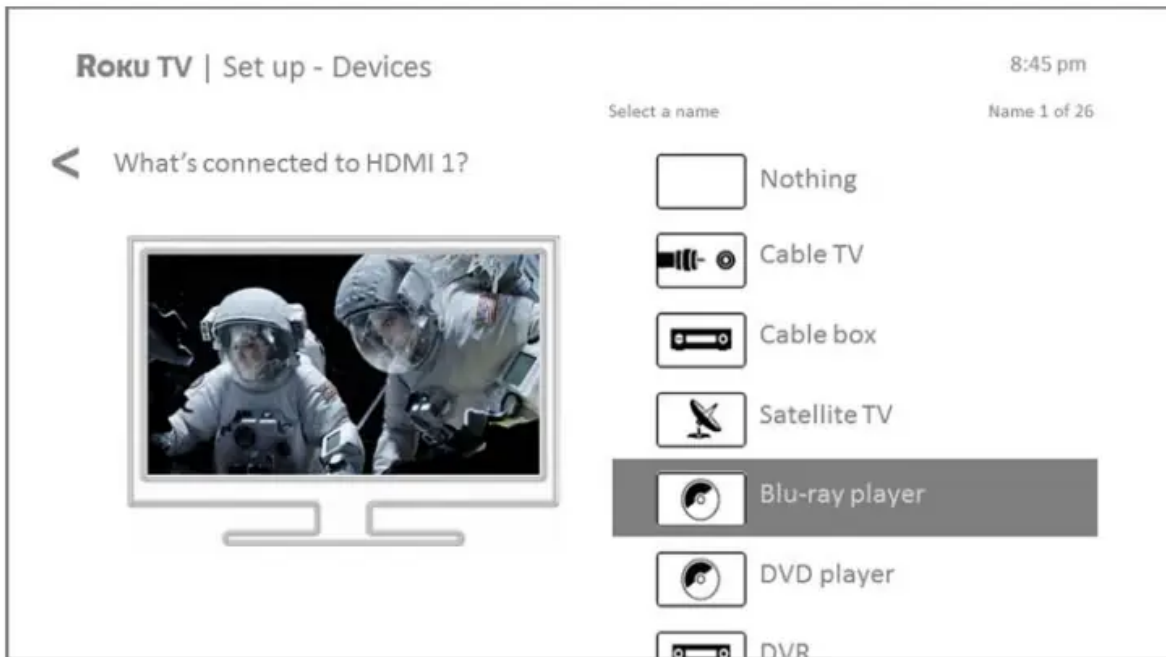 ROKU TV | Set up - Devices
8:45 pm
Select a name
Name 1 of 26
< What's connected to HDMI 1?
Nothing
Cable TV
Cable box
Satellite TV
Blu-ray player
DVD player
DVR